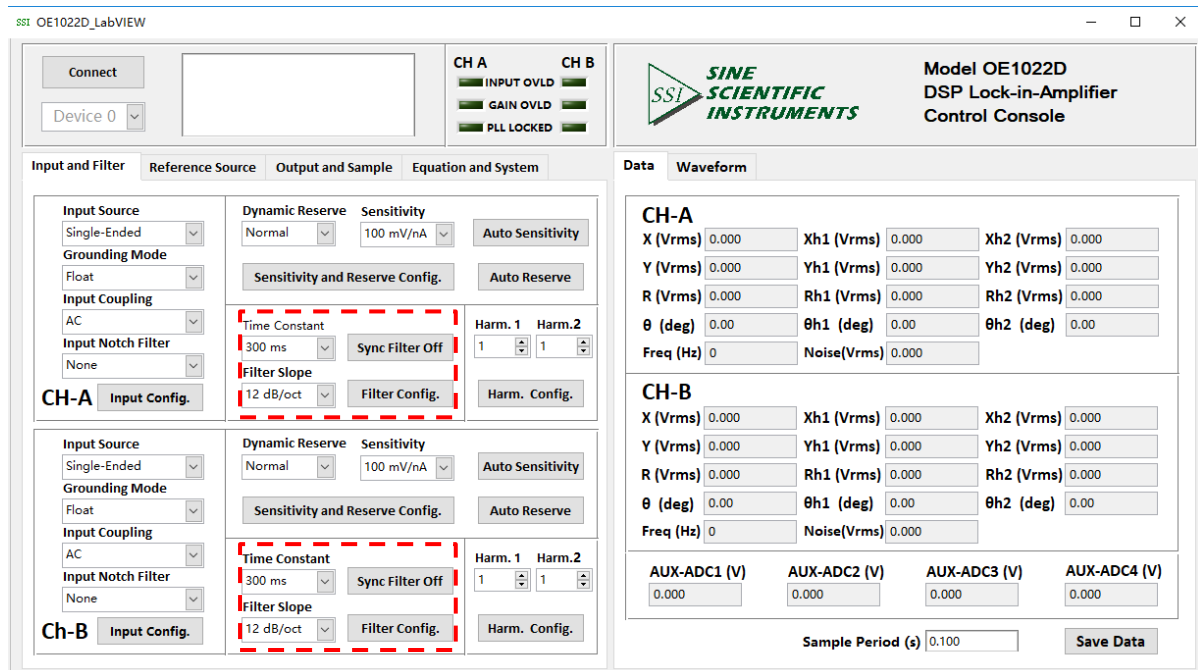 SSI OE1022D_LabVIEW
Connect
Device 0
CH A CH B
INPUT OVLD
GAIN OVLD
PLL LOCKED
SSI
SINE
SCIENTIFIC
INSTRUMENTS
Model OE1022D
DSP Lock-in-Amplifier
Control Console
Input and Filter Reference Source Output and Sample Equation and System
Input Source
Single-Ended
Grounding Mode
Float
Input Coupling
AC
Input Notch Filter
None
CH-A Input Config.
Dynamic Reserve Sensitivity
Normal 100 mV/nA Auto Sensitivity
Sensitivity and Reserve Config. Auto Reserve
Time Constant
300 ms Sync Filter Off
Filter Slope
12 dB/oct Filter Config.
Harm. 1 Harm.2
1 1
Harm. Config.
Input Source
Single-Ended
Grounding Mode
Float
Input Coupling
AC
Input Notch Filter
None
Ch-B Input Config.
Dynamic Reserve Sensitivity
Normal 100 mV/nA Auto Sensitivity
Sensitivity and Reserve Config. Auto Reserve
Time Constant
300 ms Sync Filter Off
Filter Slope
12 dB/oct Filter Config.
Harm. 1 Harm.2
1 1
Harm. Config.
Data Waveform
CH-A
X (Vrms) 0.000 Xh1 (Vrms) 0.000 Xh2 (Vrms) 0.000
Y (Vrms) 0.000 Yh1 (Vrms) 0.000 Yh2 (Vrms) 0.000
R (Vrms) 0.000 Rh1 (Vrms) 0.000 Rh2 (Vrms) 0.000
θ (deg) 0.00 θh1 (deg) 0.00 θh2 (deg) 0.00
Freq (Hz) 0 Noise(Vrms) 0.000
CH-B
X (Vrms) 0.000 Xh1 (Vrms) 0.000 Xh2 (Vrms) 0.000
Y (Vrms) 0.000 Yh1 (Vrms) 0.000 Yh2 (Vrms) 0.000
R (Vrms) 0.000 Rh1 (Vrms) 0.000 Rh2 (Vrms) 0.000
θ (deg) 0.00 θh1 (deg) 0.00 θh2 (deg) 0.00
Freq (Hz) 0 Noise(Vrms) 0.000
AUX-ADC1 (V) AUX-ADC2 (V) AUX-ADC3 (V) AUX-ADC4 (V)
0.000 0.000 0.000 0.000
Sample Period (s) 0.100 Save Data